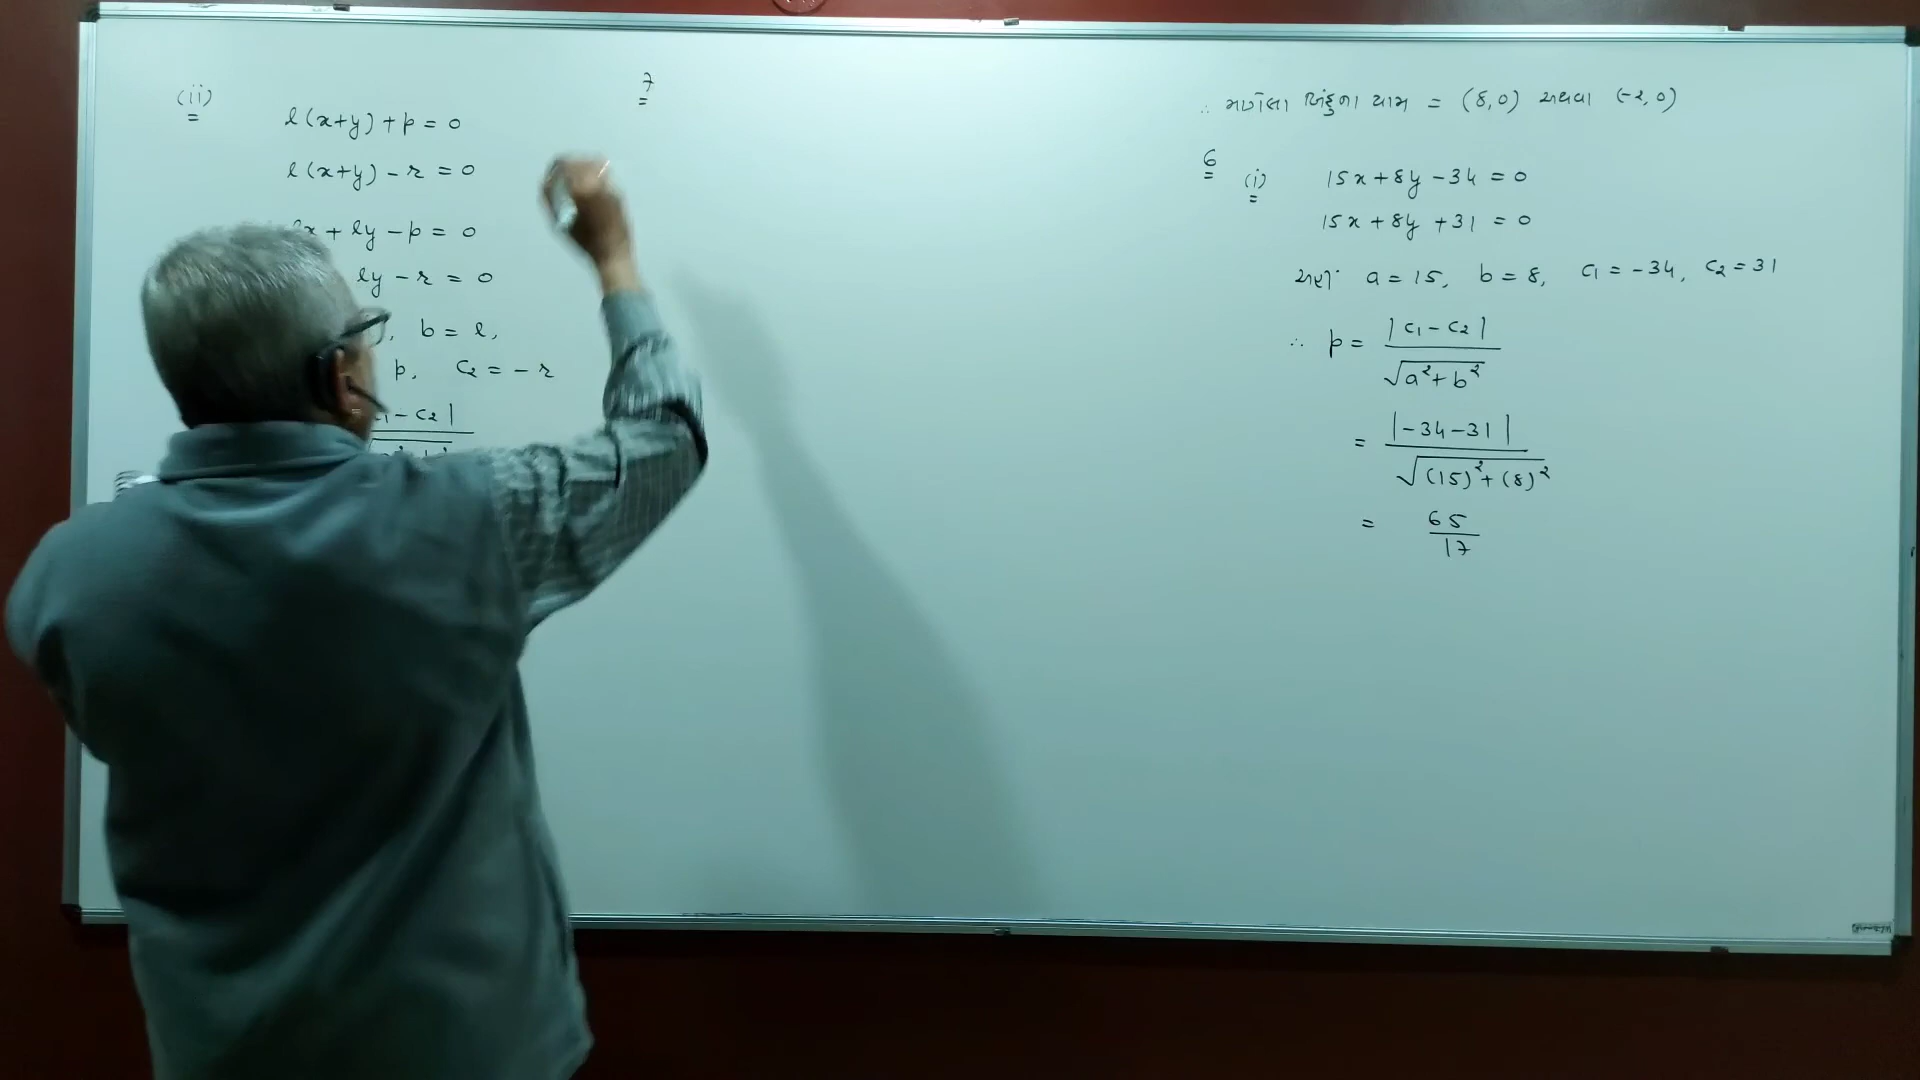 (ii)
l(x+y)+p = 0
l(x+y) - r = 0
lx + ly - p = 0
ly - r = 0
, b = l,
p, c₂ = - r
c₁ - c₂ |
7
∴ માગેલા બિંદુના યામ = (8,0) અથવા (-2,0)
6
(i) 15x + 8y - 34 = 0
15x + 8y + 31 = 0
અહીં a = 15, b = 8, c₁ = -34, c₂ = 31
∴ p = | c₁ - c₂ | / √(a² + b²)
= | -34 - 31 | / √((15)² + (8)²)
= 65 / 17